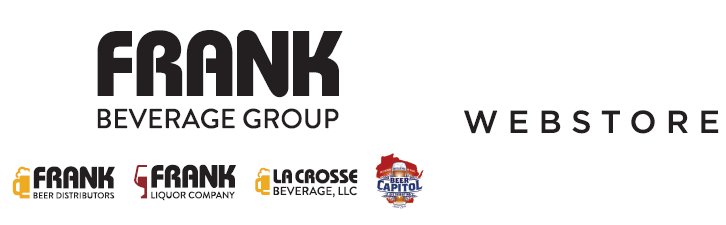 FRANK
BEVERAGE GROUP
WEBSTORE
FRANK
BEER DISTRIBUTORS
FRANK
LIQUOR COMPANY
LA CROSSE
BEVERAGE, LLC
BEER
CAPITOL